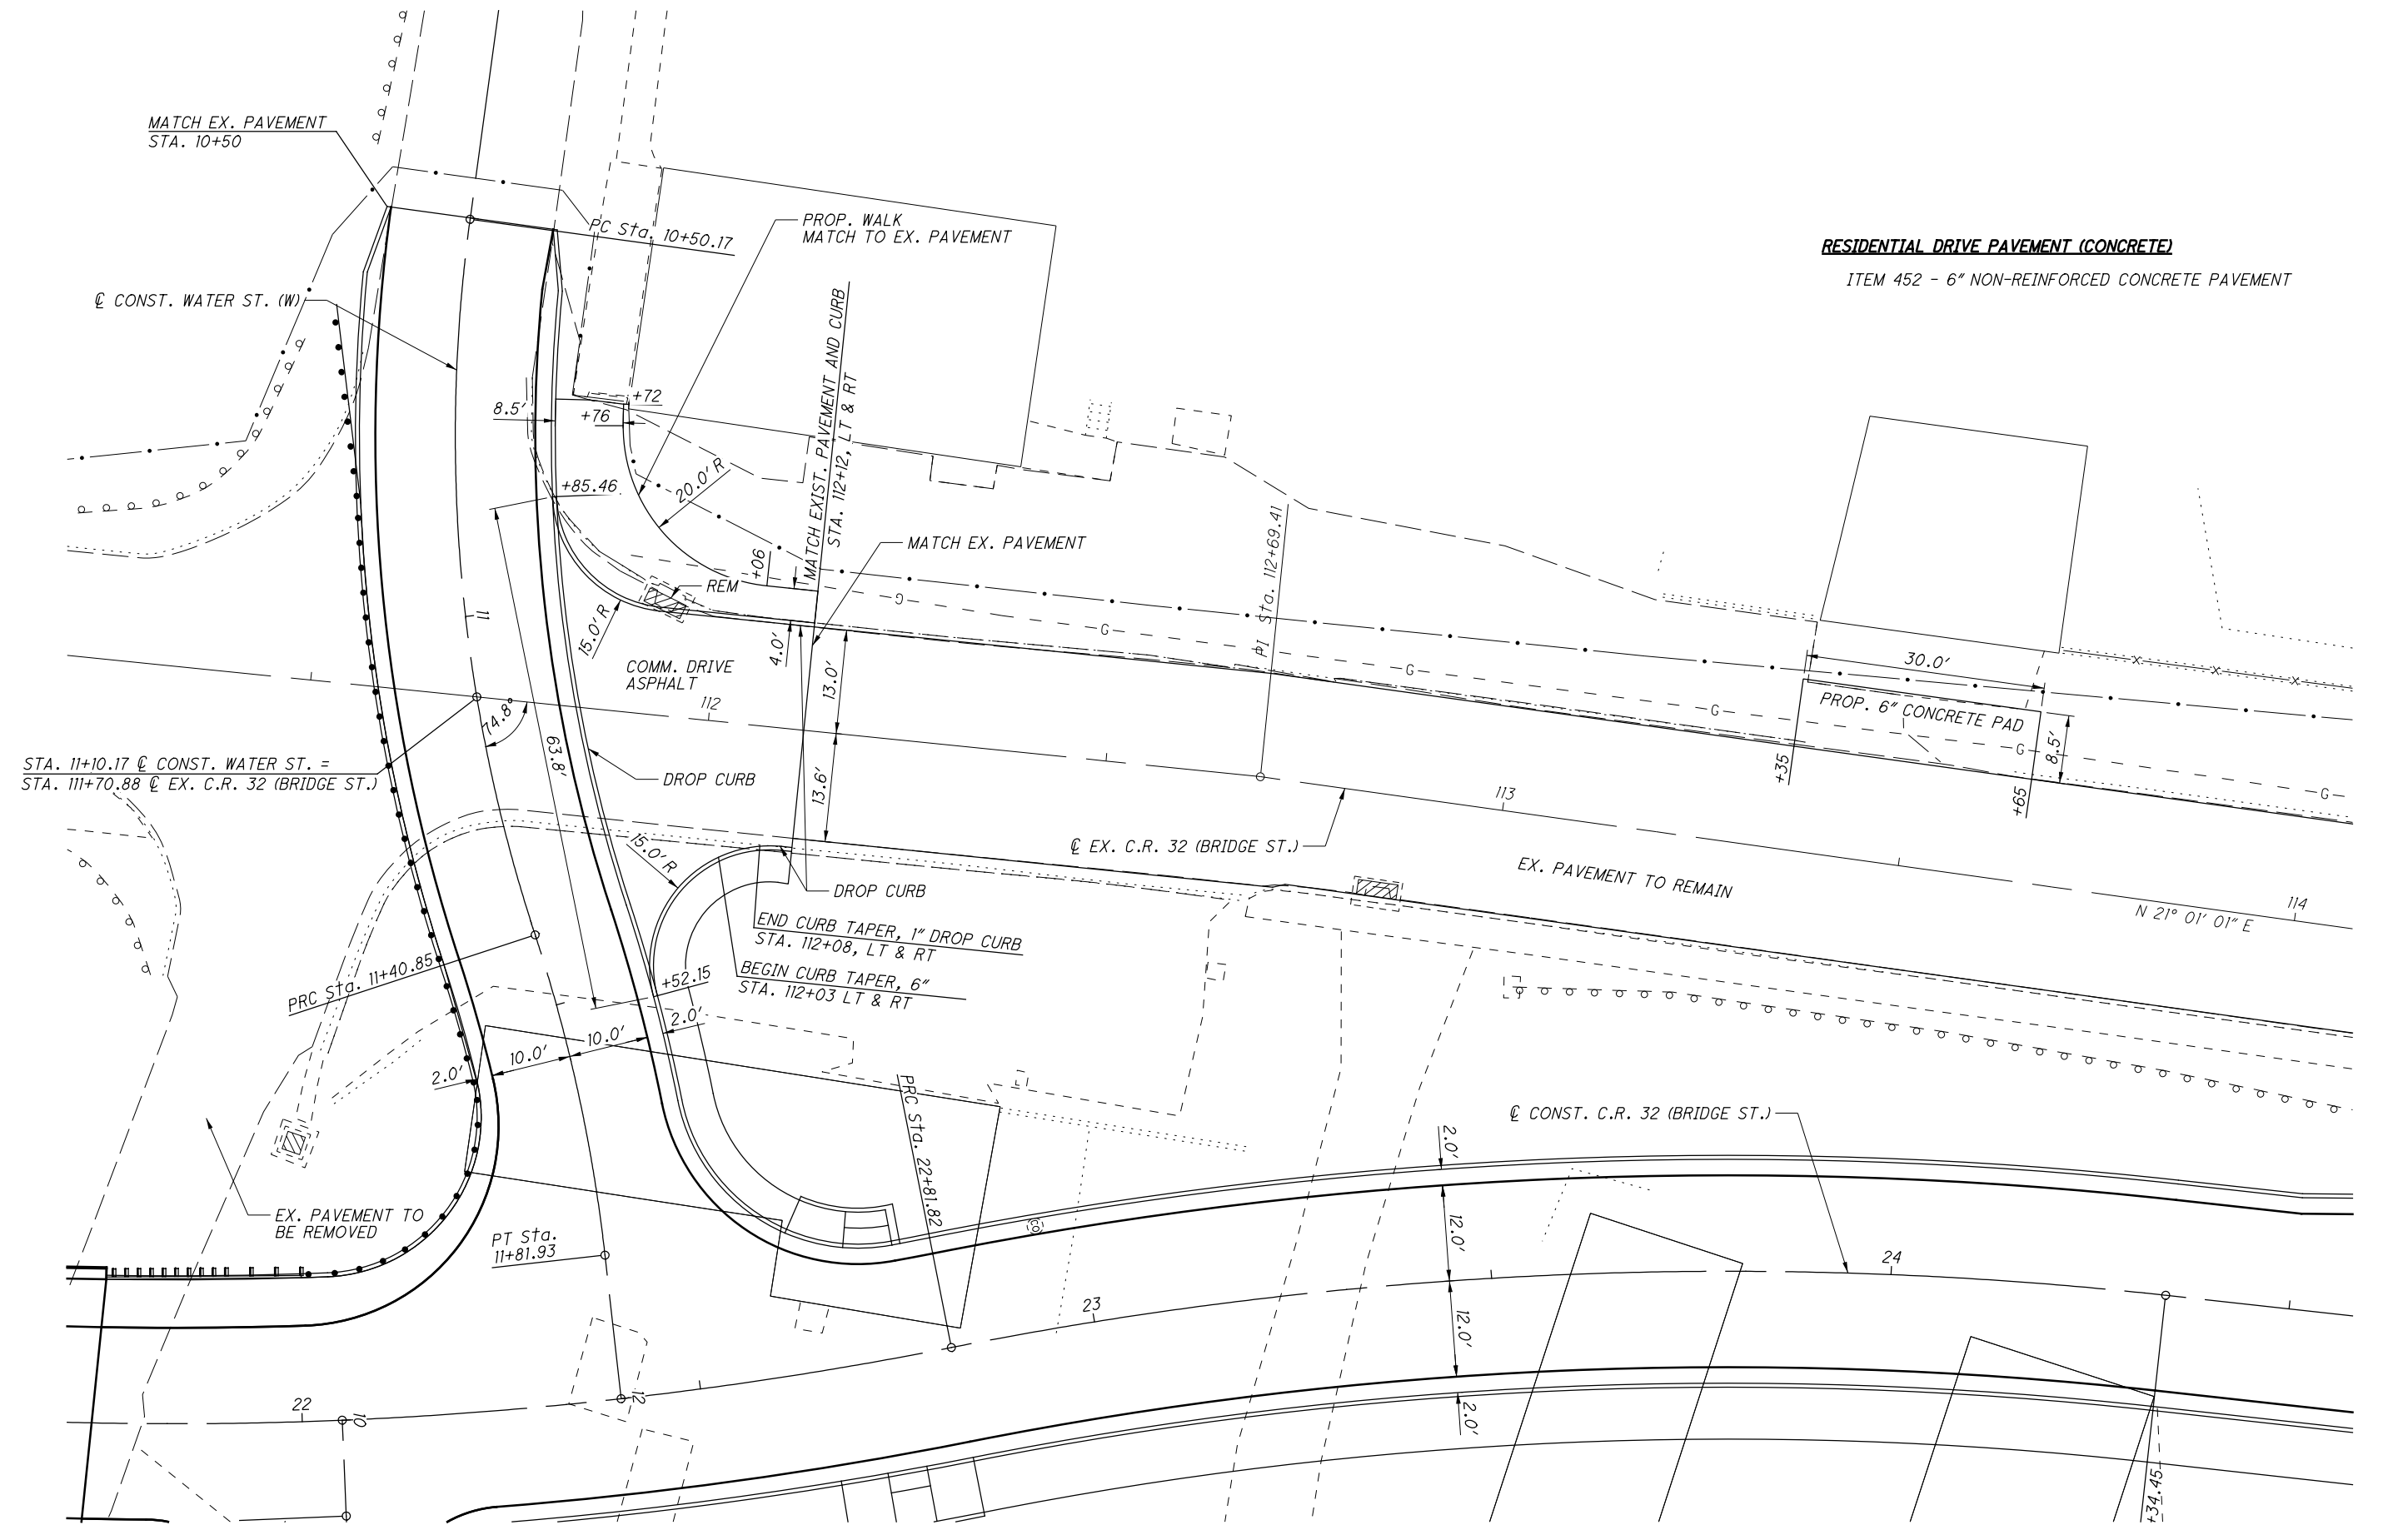 MATCH EX. PAVEMENT
STA. 10+50
PC Sta. 10+50.17
PROP. WALK
MATCH TO EX. PAVEMENT
RESIDENTIAL DRIVE PAVEMENT (CONCRETE)
ITEM 452 - 6" NON-REINFORCED CONCRETE PAVEMENT
℄ CONST. WATER ST. (W)
MATCH EXIST. PAVEMENT AND CURB
STA. 112+12, LT & RT
8.5'
+72
+76
+85.46
20.0' R
+06
MATCH EX. PAVEMENT
PI Sta. 112+69.41
REM
15.0' R
11
COMM. DRIVE
ASPHALT
4.0'
13.0'
G
G
G
G
G
G
x
x
x
30.0'
PROP. 6" CONCRETE PAD
8.5'
+35
+65
112
74.8°
63.8'
STA. 11+10.17 ℄ CONST. WATER ST. =
STA. 111+70.88 ℄ EX. C.R. 32 (BRIDGE ST.)
DROP CURB
13.6'
113
℄ EX. C.R. 32 (BRIDGE ST.)
EX. PAVEMENT TO REMAIN
114
N 21° 01' 01" E
15.0' R
DROP CURB
END CURB TAPER, 1" DROP CURB
STA. 112+08, LT & RT
BEGIN CURB TAPER, 6"
STA. 112+03 LT & RT
PRC Sta. 11+40.85
+52.15
2.0'
10.0'
10.0'
2.0'
PRC Sta. 22+81.82
℄ CONST. C.R. 32 (BRIDGE ST.)
2.0'
12.0'
12.0'
2.0'
CO
EX. PAVEMENT TO
BE REMOVED
PT Sta.
11+81.93
24
23
22
12
10
+34.45